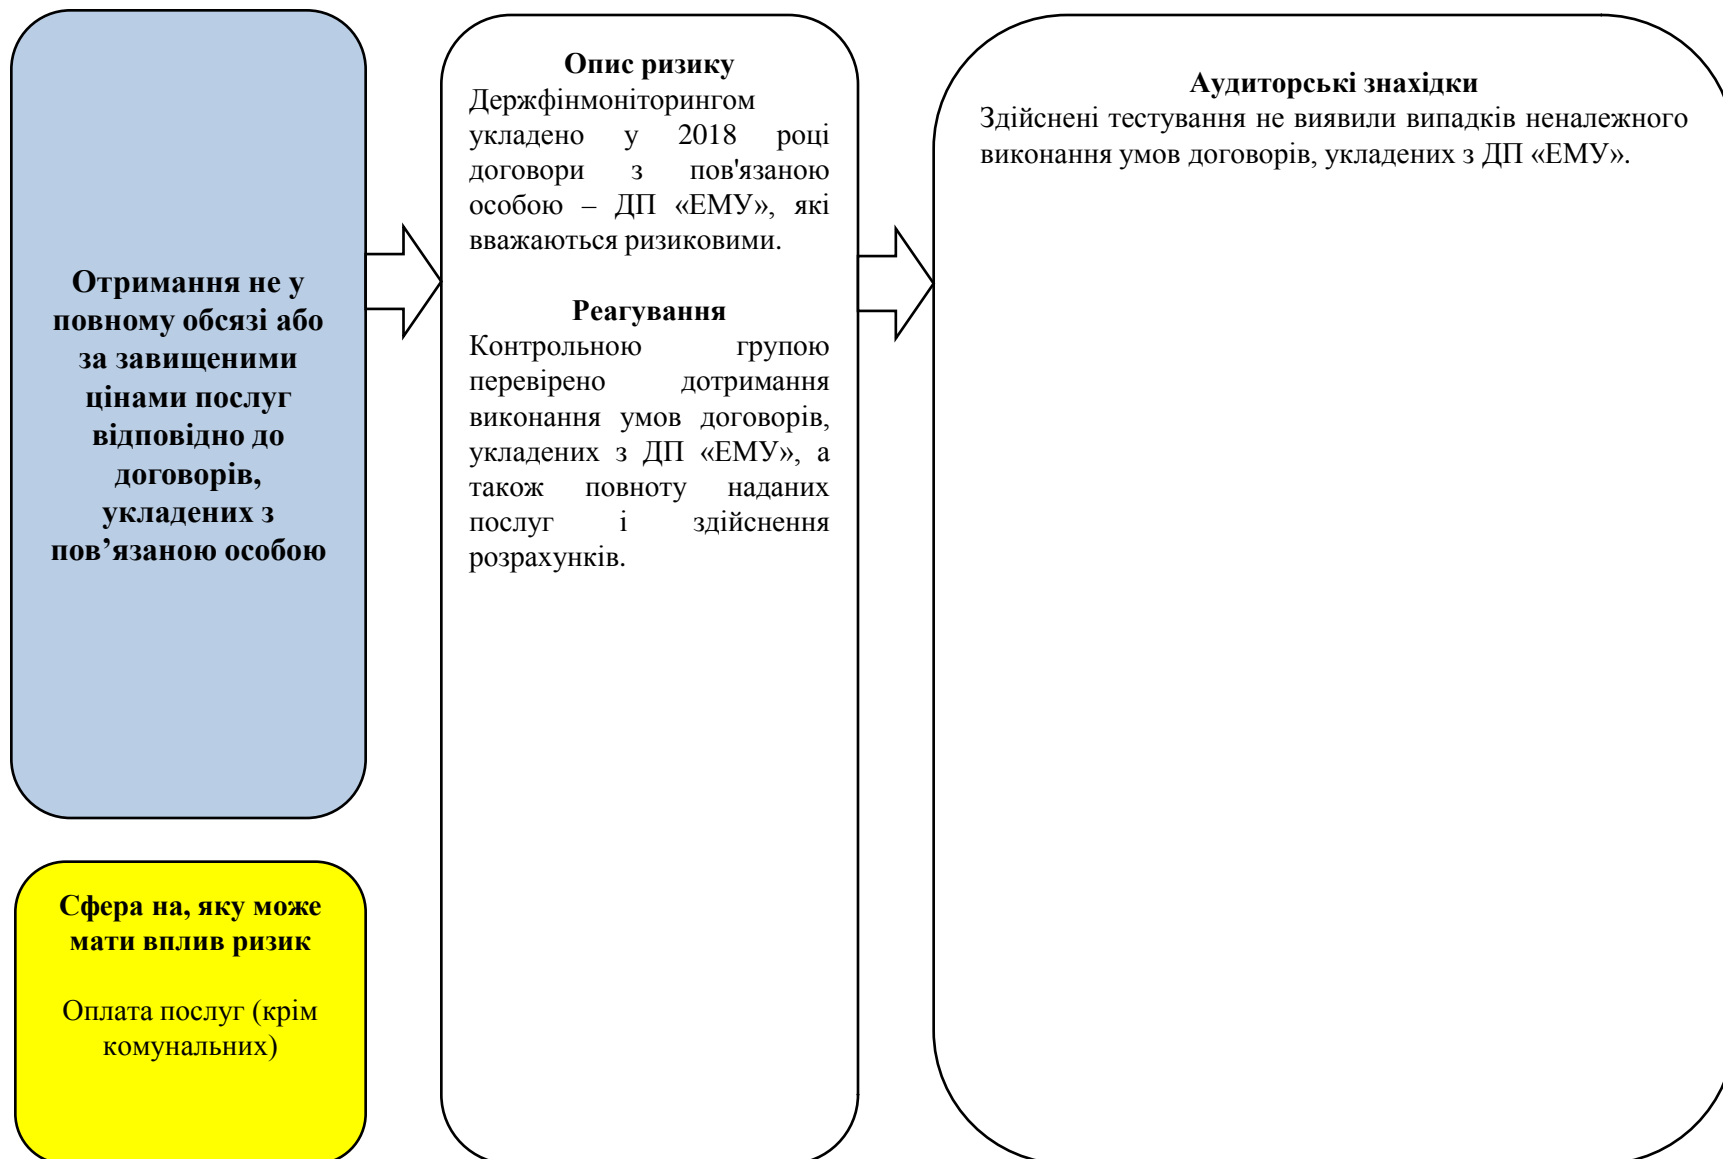 Отримання не у
повному обсязі або
за завищеними
цінами послуг
відповідно до
договорів,
укладених з
пов’язаною особою
Сфера на, яку може
мати вплив ризик
Оплата послуг (крім
комунальних)
Опис ризику
Держфінмоніторингом
укладено у 2018 році
договори з пов'язаною
особою – ДП «ЕМУ», які
вважаються ризиковими.
Реагування
Контрольною групою
перевірено дотримання
виконання умов договорів,
укладених з ДП «ЕМУ», а
також повноту наданих
послуг і здійснення
розрахунків.
Аудиторські знахідки
Здійснені тестування не виявили випадків неналежного
виконання умов договорів, укладених з ДП «ЕМУ».